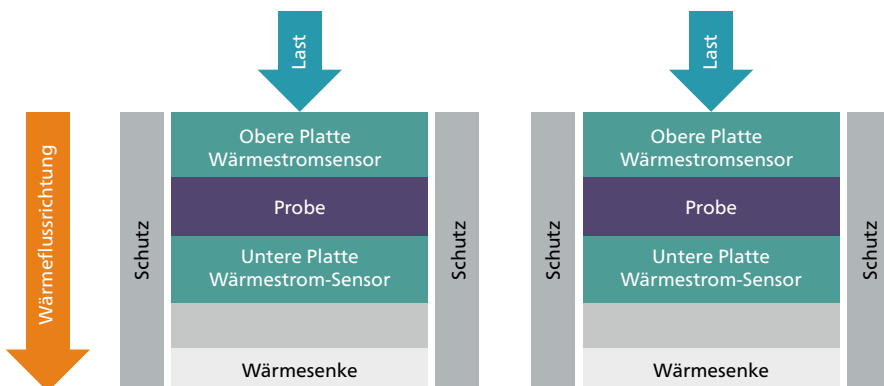 Last
Wärmeflussrichtung
Schutz
Obere Platte
Wärmestromsensor
Probe
Untere Platte
Wärmestrom-Sensor
Wärmesenke
Schutz
Last
Schutz
Obere Platte
Wärmestromsensor
Probe
Untere Platte
Wärmestrom-Sensor
Wärmesenke
Schutz